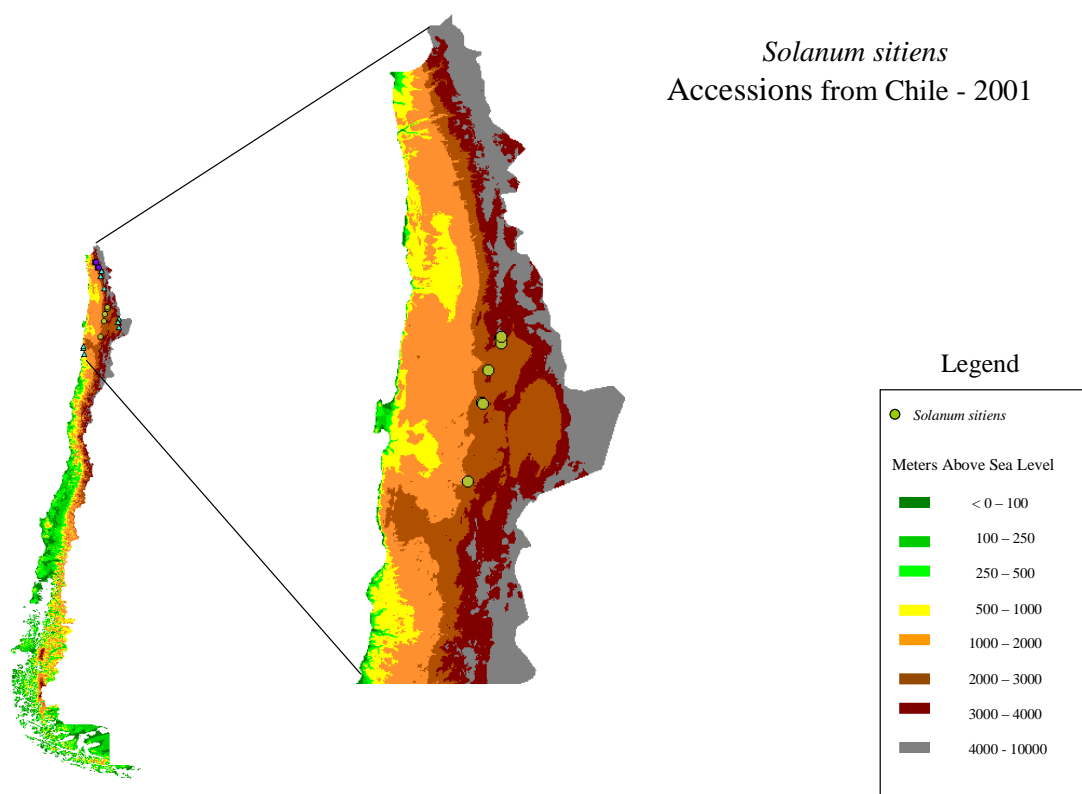 Solanum sitiens
Accessions from Chile - 2001
Legend
Solanum sitiens
Meters Above Sea Level
< 0 – 100
100 – 250
250 – 500
500 – 1000
1000 – 2000
2000 – 3000
3000 – 4000
4000 - 10000